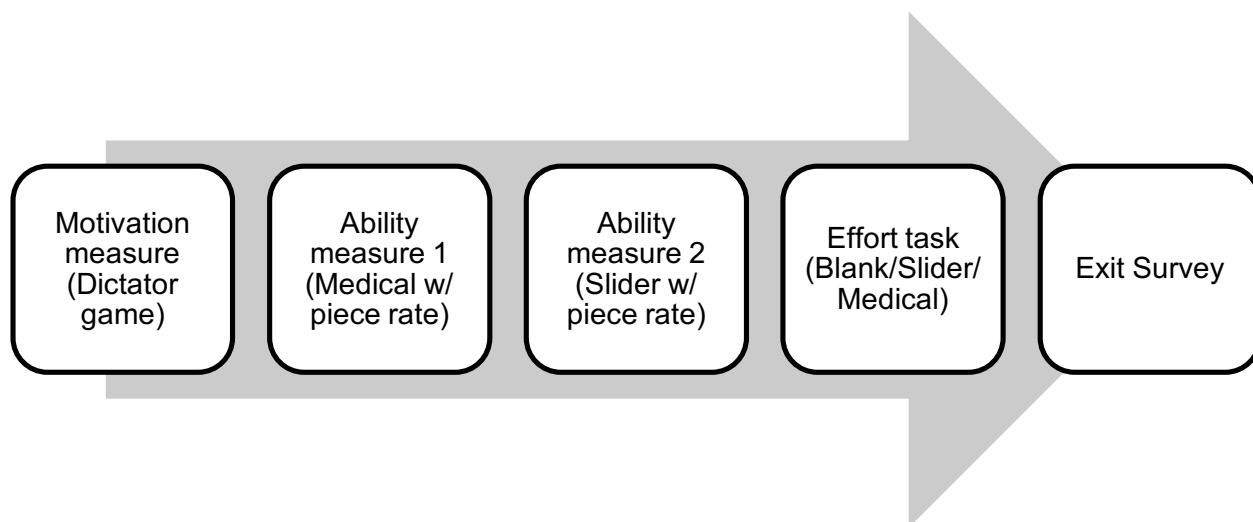 Motivation
measure
(Dictator
game)
Ability
measure 1
(Medical w/
piece rate)
Ability
measure 2
(Slider w/
piece rate)
Effort task
(Blank/Slider/
Medical)
Exit Survey